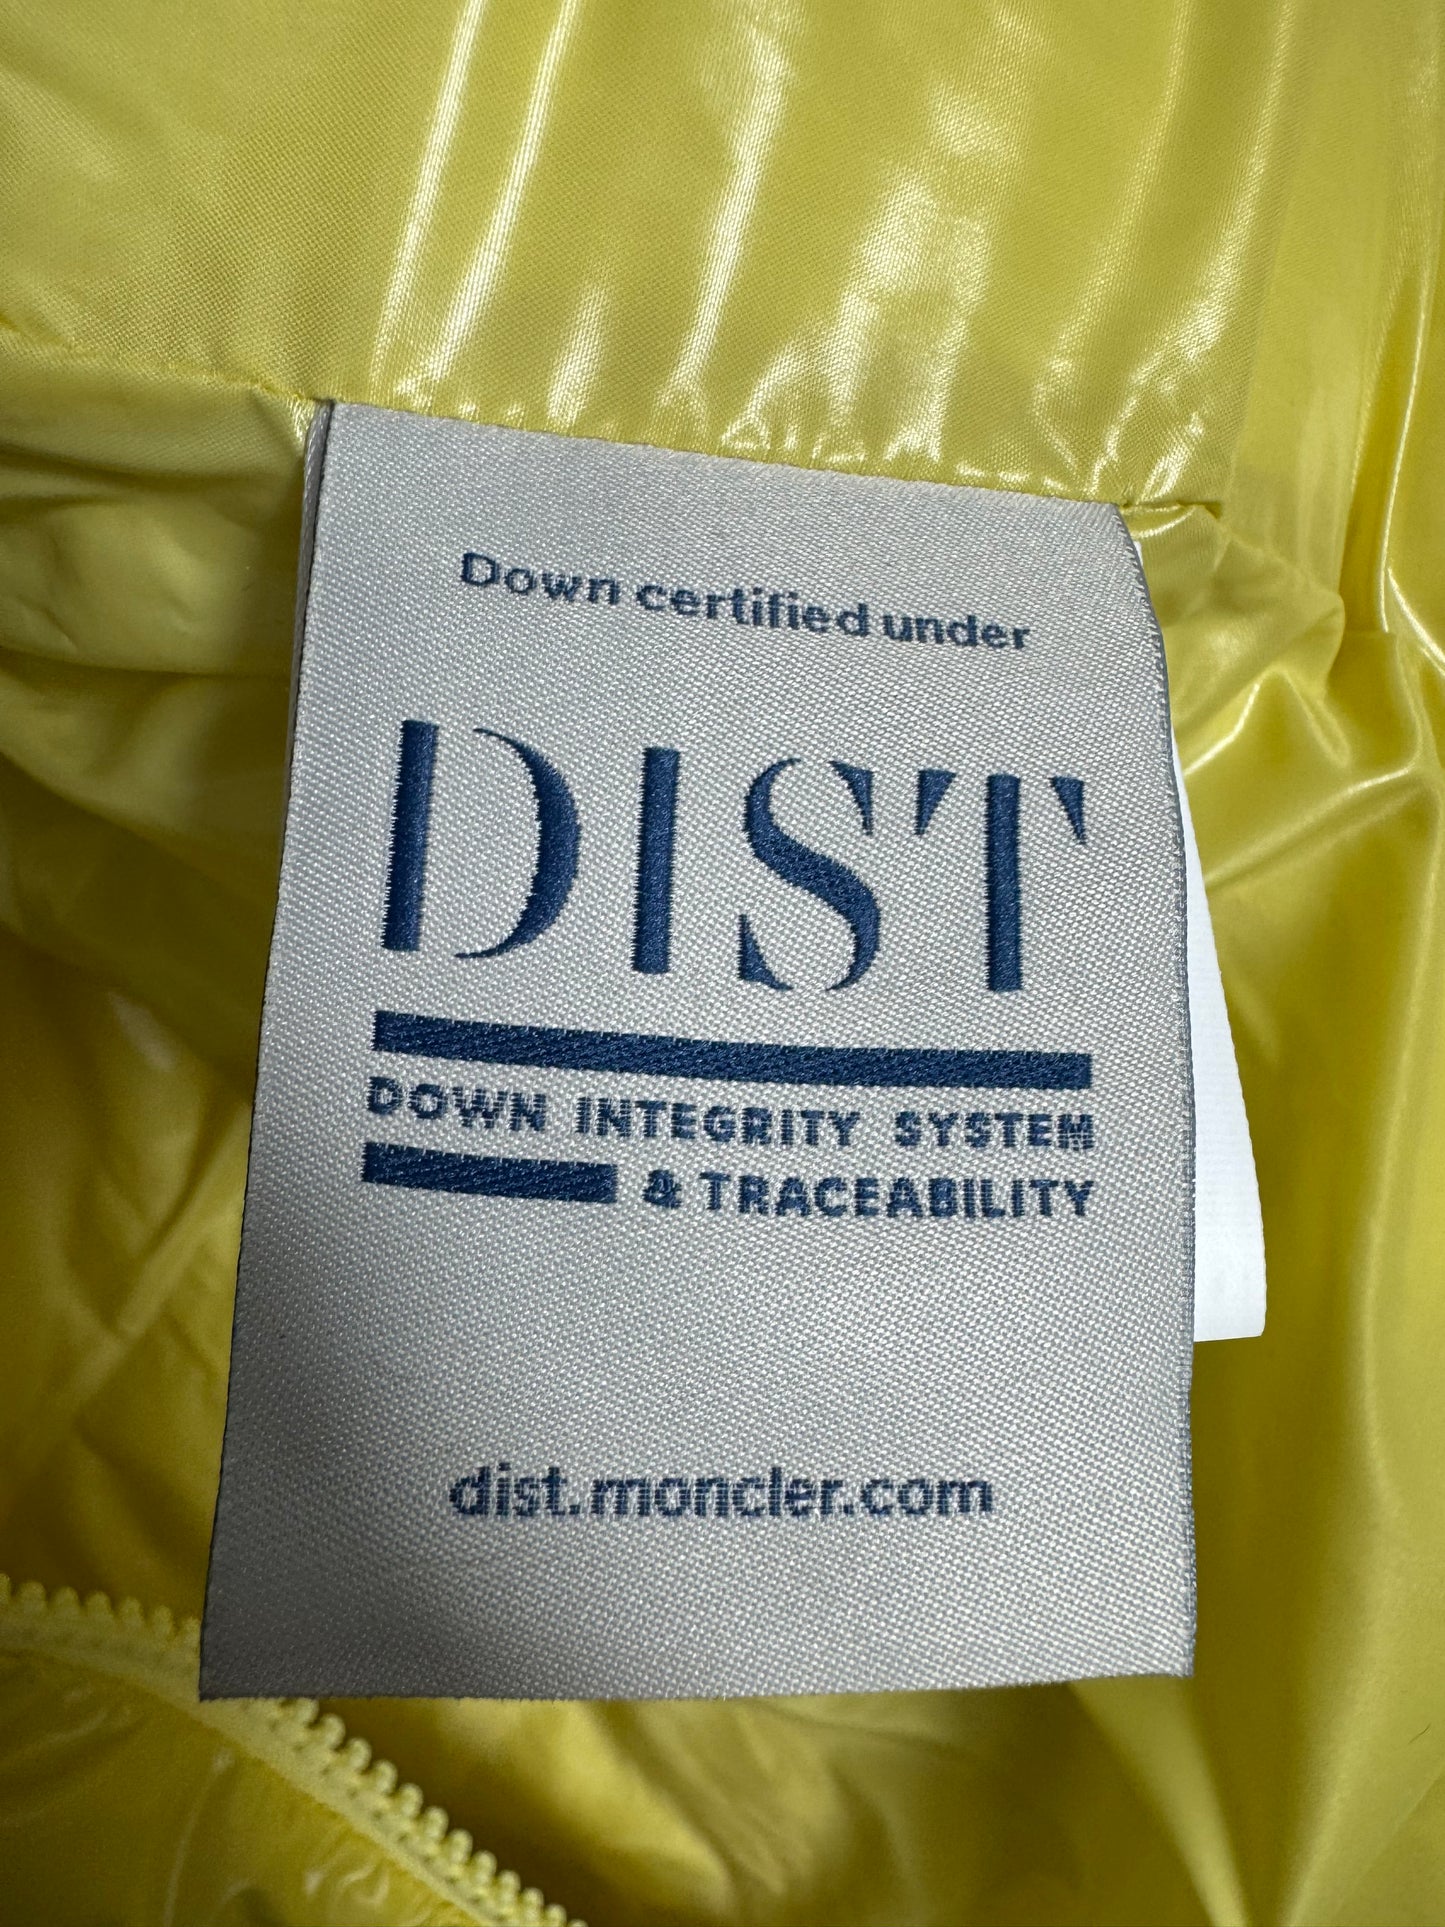 Down certified under
DIST
DOWN INTEGRITY SYSTEM
& TRACEABILITY
dist.moncler.com